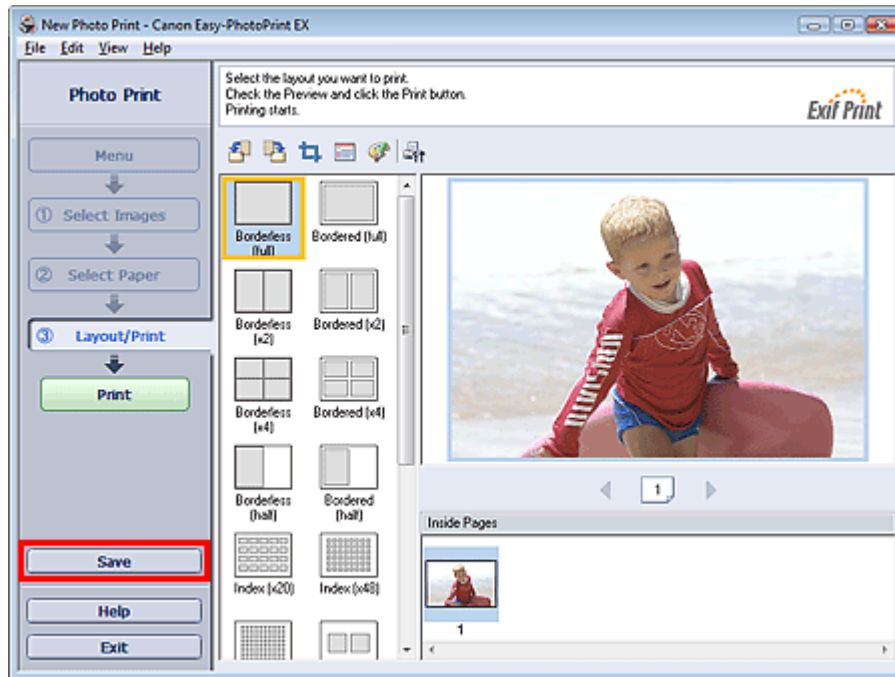 New Photo Print - Canon Easy-PhotoPrint EX
File Edit View Help
Photo Print
Select the layout you want to print.
Check the Preview and click the Print button.
Printing starts.
Exif Print
Menu
① Select Images
② Select Paper
③ Layout/Print
Print
Save
Help
Exit
Borderless
(full)
Bordered (full)
Borderless
(x2)
Bordered (x2)
Borderless
(x4)
Bordered (x4)
Borderless
(half)
Bordered
(half)
Index (x20)
Index (x48)
1
Inside Pages
1